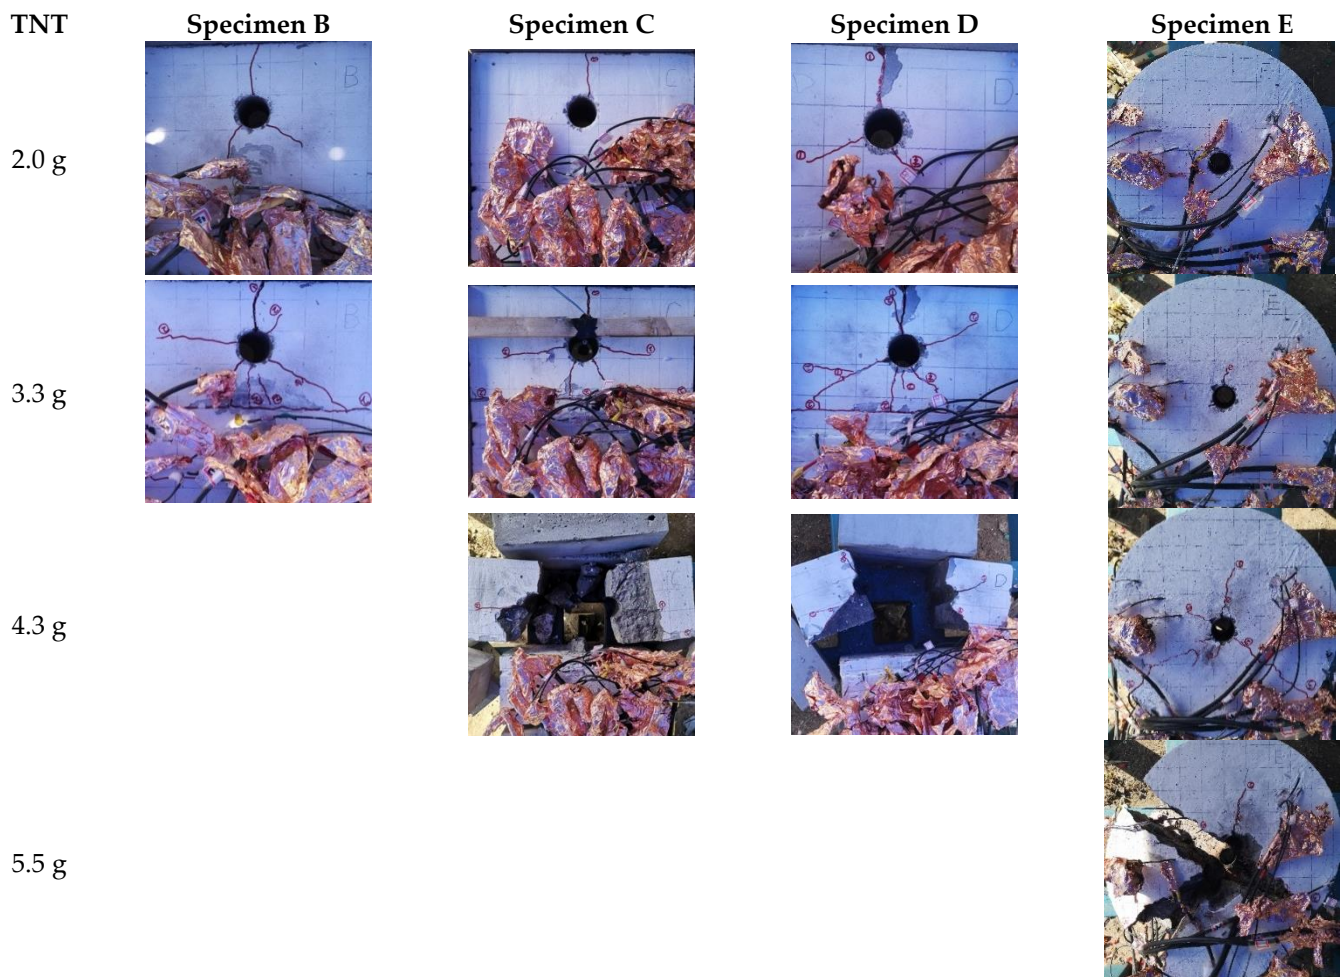 TNT Specimen B Specimen C Specimen D Specimen E
B C D D
2.0 g
B C D E
3.3 g
D
4.3 g
E
5.5 g